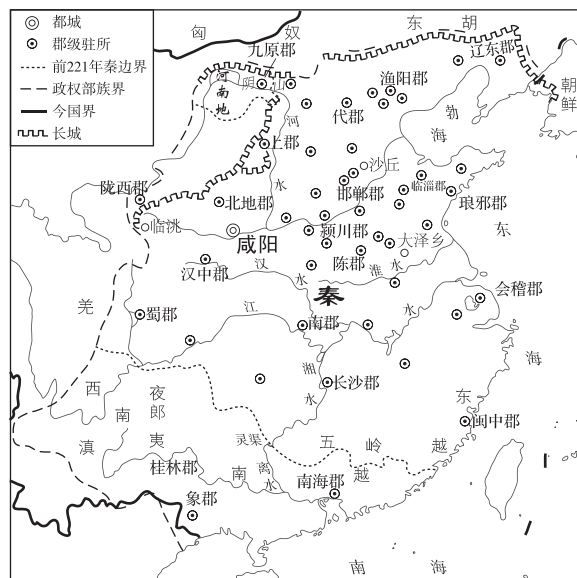 都城
郡级驻所
前221年秦边界
政权部族界
今国界
长城
匈 奴
东 胡
九原郡
辽东郡
阴山
河南地
渔阳郡
朝鲜
代郡
勃海
河水
上郡
沙丘
陇西郡
北地郡
邯郸郡
临淄郡
琅邪郡
临洮
咸阳
颍川郡
大泽乡
东海
汉中郡
汉水
陈郡
淮水
秦
会稽郡
羌
蜀郡
江水
南郡
湘水
长沙郡
西南夷
夜郎
滇
东越
闽中郡
灵渠
五岭
桂林郡
离水
南越
南海郡
象郡
南 海